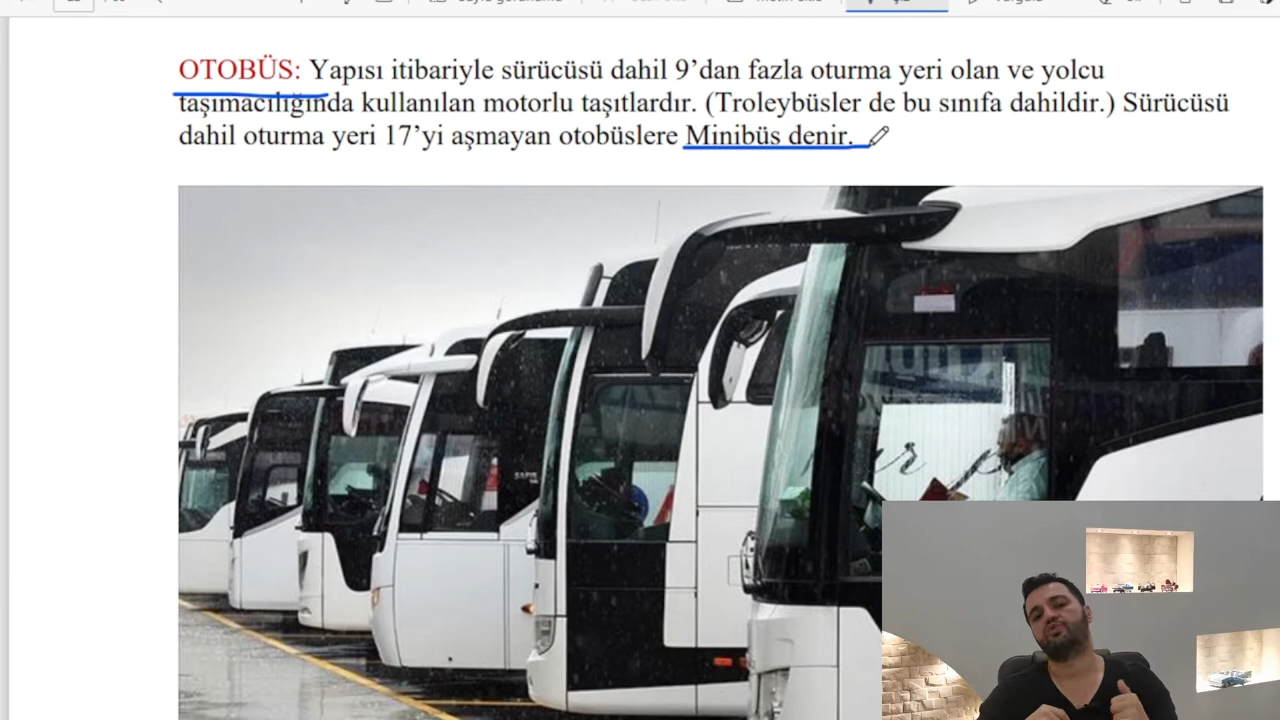 OTOBÜS: Yapısı itibariyle sürücüsü dahil 9’dan fazla oturma yeri olan ve yolcu
taşımacılığında kullanılan motorlu taşıtlardır. (Troleybüsler de bu sınıfa dahildir.) Sürücüsü
dahil oturma yeri 17’yi aşmayan otobüslere Minibüs denir.